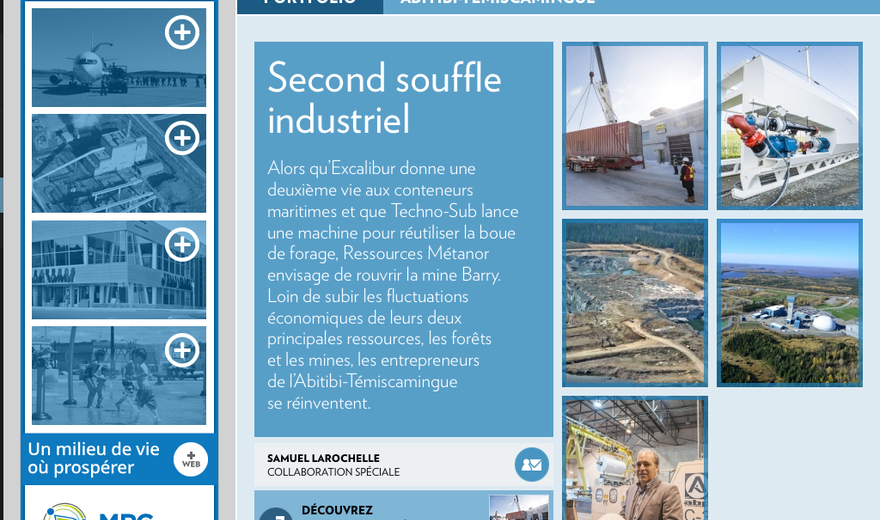 PORTFOLIO
ABITIBI-TÉMISCAMINGUE
Second souffle
industriel
Alors qu’Excalibur donne une
deuxième vie aux conteneurs
maritimes et que Techno-Sub lance
une machine pour réutiliser la boue
de forage, Ressources Métanor
envisage de rouvrir la mine Barry.
Loin de subir les fluctuations
économiques de leurs deux
principales ressources, les forêts
et les mines, les entrepreneurs
de l’Abitibi-Témiscamingue
se réinventent.
SAMUEL LAROCHELLE
COLLABORATION SPÉCIALE
DÉCOUVREZ
Un milieu de vie
où prospérer
+
WEB
MRC